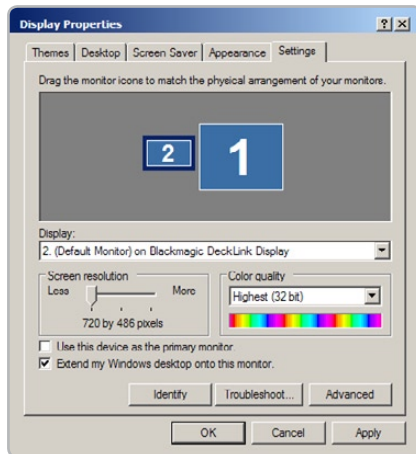 Display Properties
Themes Desktop Screen Saver Appearance Settings
Drag the monitor icons to match the physical arrangement of your monitors.
2 1
Display:
2. (Default Monitor) on Blackmagic DeckLink Display
Screen resolution
Less More
720 by 486 pixels
Color quality
Highest (32 bit)
Use this device as the primary monitor.
Extend my Windows desktop onto this monitor.
Identify Troubleshoot... Advanced
OK Cancel Apply